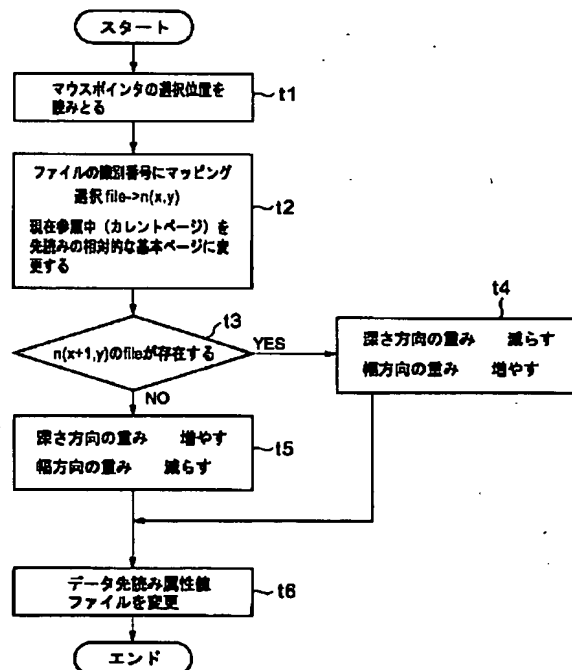 スタート
マウスポインタの選択位置を
読みとる
t1
ファイルの識別番号にマッピング
選択 file->n(x,y)
現在参照中（カレントページ）を
先読みの相対的な基本ページに変
更する
t2
t3
n(x+1,y)のfileが存在する
YES
NO
t4
深さ方向の重み 減らす
幅方向の重み 増やす
深さ方向の重み 増やす
幅方向の重み 減らす
t5
データ先読み属性値
ファイルを変更
t6
エンド